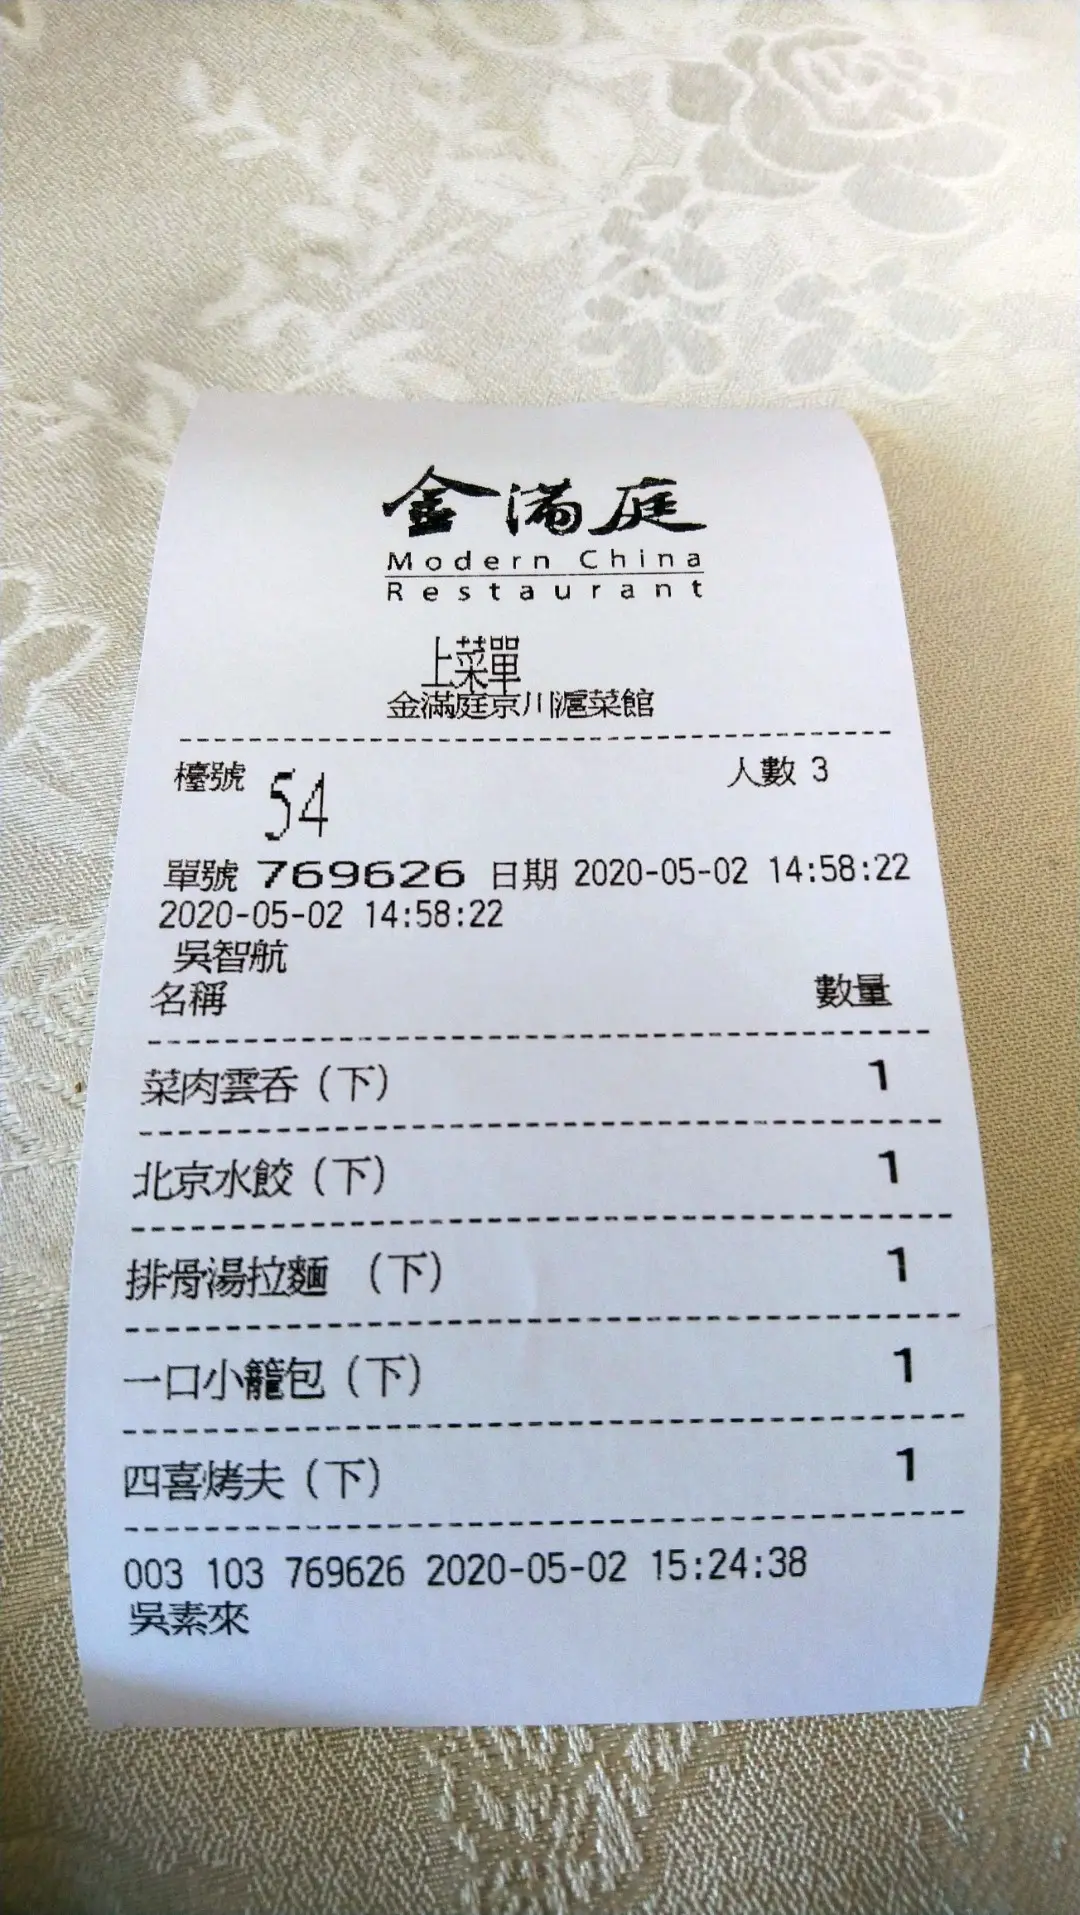 金滿庭
Modern China
Restaurant
上菜單
金滿庭京川滬菜館
檯號 54 人數 3
單號 769626 日期 2020-05-02 14:58:22
2020-05-02 14:58:22
吳智航
名稱 數量
菜肉雲吞(下) 1
北京水餃(下) 1
排骨湯拉麵 (下) 1
一口小籠包(下) 1
四喜烤夫(下) 1
003 103 769626 2020-05-02 15:24:38
吳素來